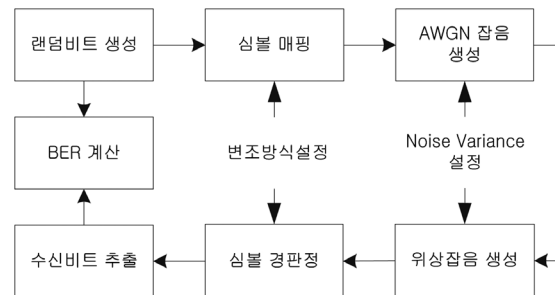 랜덤비트 생성
심볼 매핑
AWGN 잡음
생성
BER 계산
변조방식설정
Noise Variance
설정
수신비트 추출
심볼 경판정
위상잡음 생성